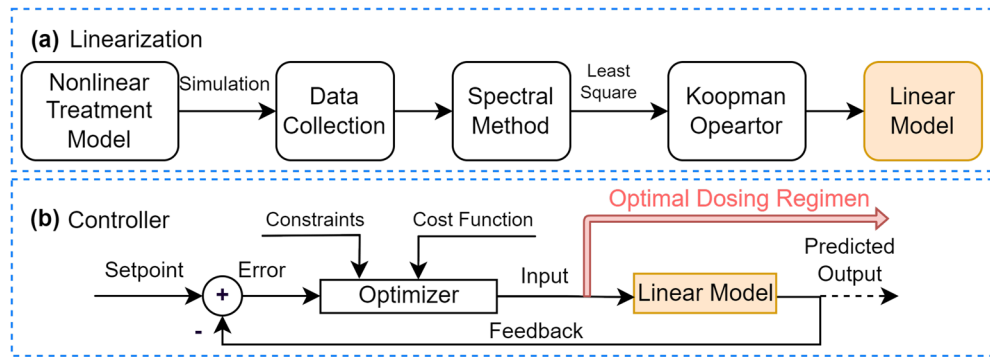 (a) Linearization
Nonlinear
Treatment
Model
Simulation
Data
Collection
Spectral
Method
Least
Square
Koopman
Opeartor
Linear
Model
(b) Controller
Optimal Dosing Regimen
Constraints
Cost Function
Predicted
Output
Setpoint
Error
Input
+
Optimizer
Linear Model
-
Feedback